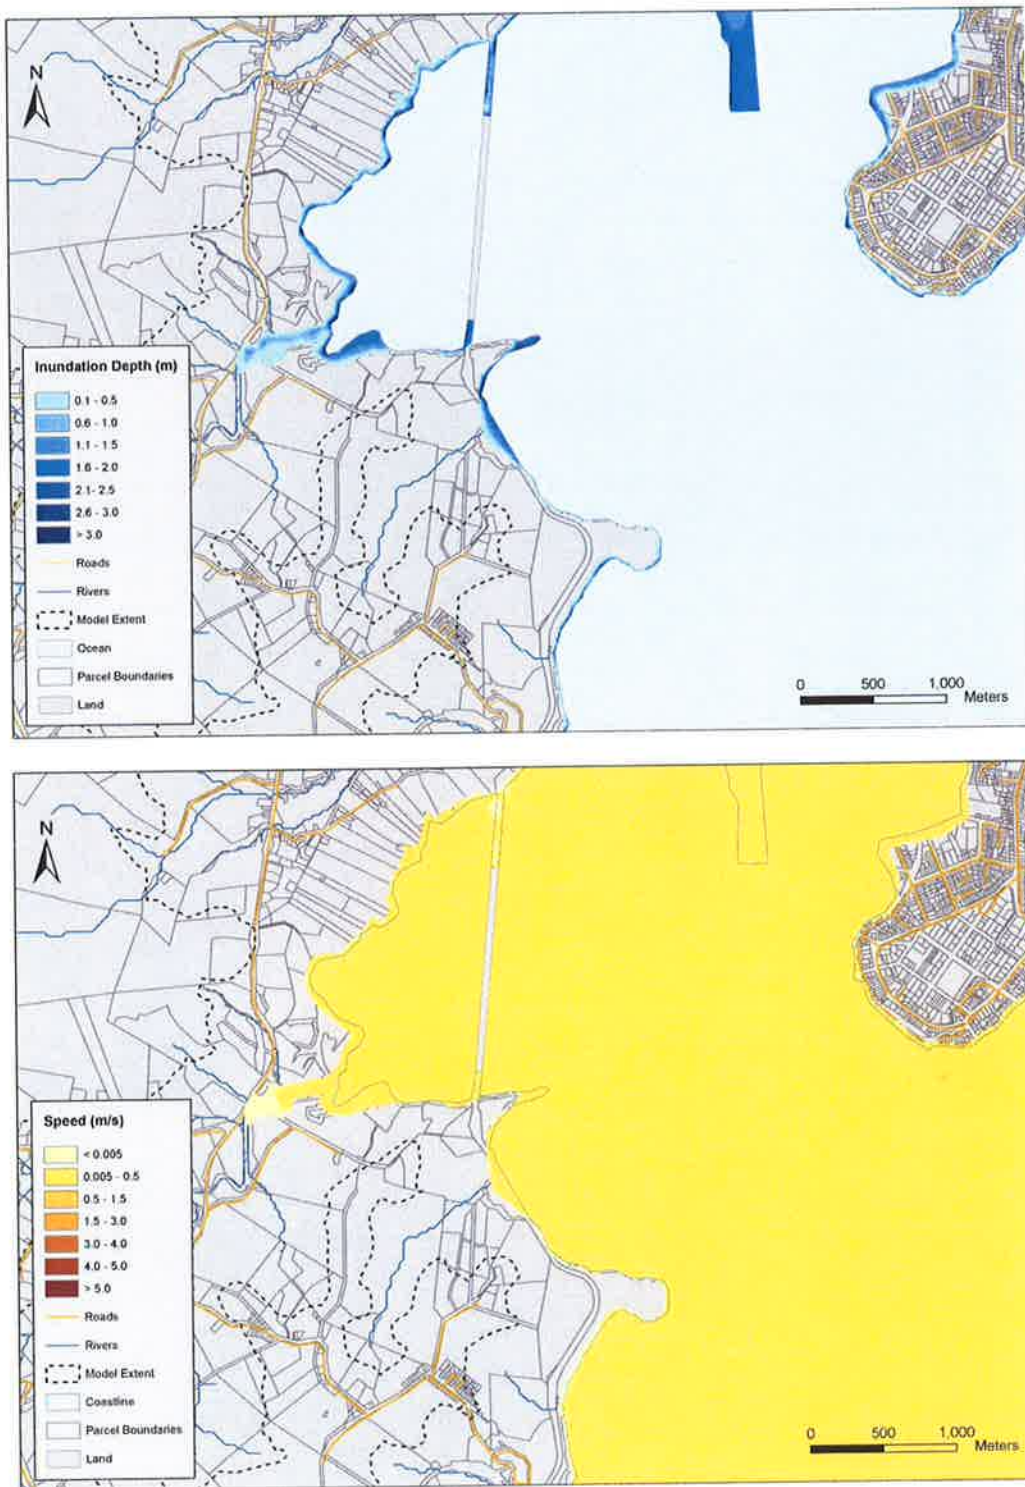 N
Inundation Depth (m)
0.1 - 0.5
0.6 - 1.0
1.1 - 1.5
1.6 - 2.0
2.1 - 2.5
2.6 - 3.0
> 3.0
Roads
Rivers
Model Extent
Ocean
Parcel Boundaries
Land
0 500 1,000
Meters
N
Speed (m/s)
< 0.005
0.005 - 0.5
0.5 - 1.5
1.5 - 3.0
3.0 - 4.0
4.0 - 5.0
> 5.0
Roads
Rivers
Model Extent
Coastline
Parcel Boundaries
Land
0 500 1,000
Meters